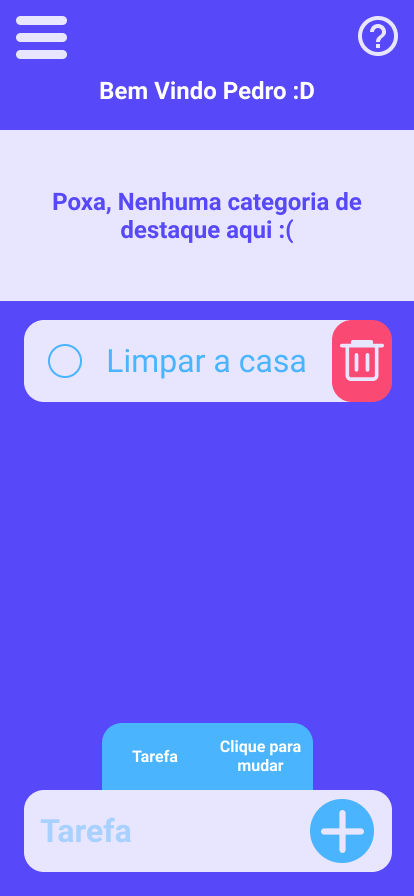 Bem Vindo Pedro :D
Poxa, Nenhuma categoria de
destaque aqui :(
Limpar a casa
Tarefa
Clique para
mudar
Tarefa